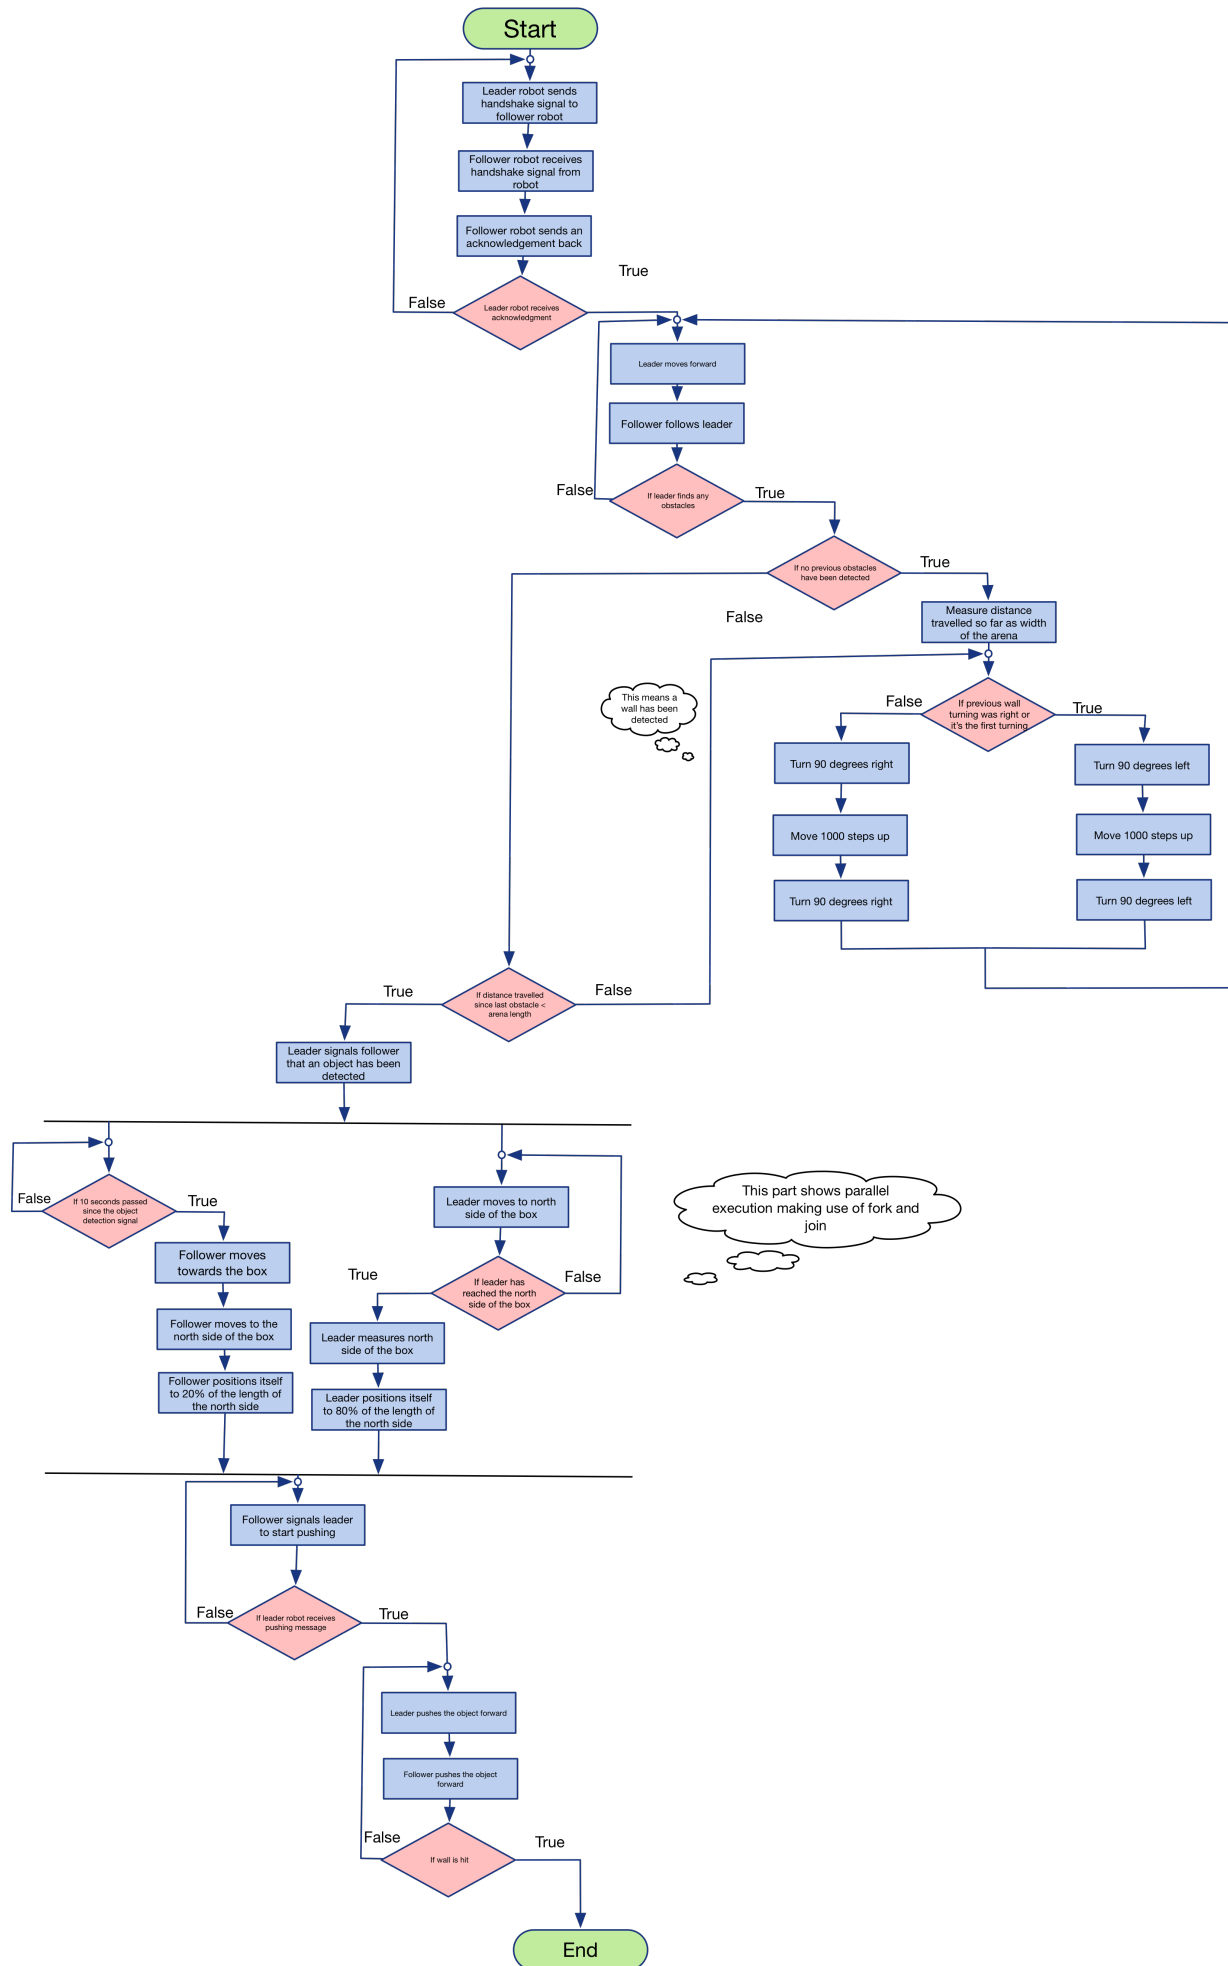 Start
Leader robot sends
handshake signal to
follower robot
Follower robot receives
handshake signal from
robot
Follower robot sends an
acknowledgement back
True
False
Leader robot receives
acknowledgment
Leader moves forward
Follower follows leader
False
If leader finds any
obstacles
True
If no previous obstacles
have been detected
True
False
Measure distance
travelled so far as width
of the arena
This means a
wall has been
detected
False
If previous wall
turning was right or
it's the first turning
True
Turn 90 degrees right
Turn 90 degrees left
Move 1000 steps up
Move 1000 steps up
Turn 90 degrees right
Turn 90 degrees left
True
If distance travelled
since last obstacle <
arena length
False
Leader signals follower
that an object has been
detected
False
If 10 seconds passed
since the object
detection signal
True
Leader moves to north
side of the box
This part shows parallel
execution making use of fork and
join
Follower moves
towards the box
True
If leader has
reached the north
side of the box
False
Follower moves to the
north side of the box
Leader measures north
side of the box
Follower positions itself
to 20% of the length of
the north side
Leader positions itself
to 80% of the length of
the north side
Follower signals leader
to start pushing
False
If leader robot receives
pushing message
True
Leader pushes the object forward
Follower pushes the object
forward
False
If wall is hit
True
End